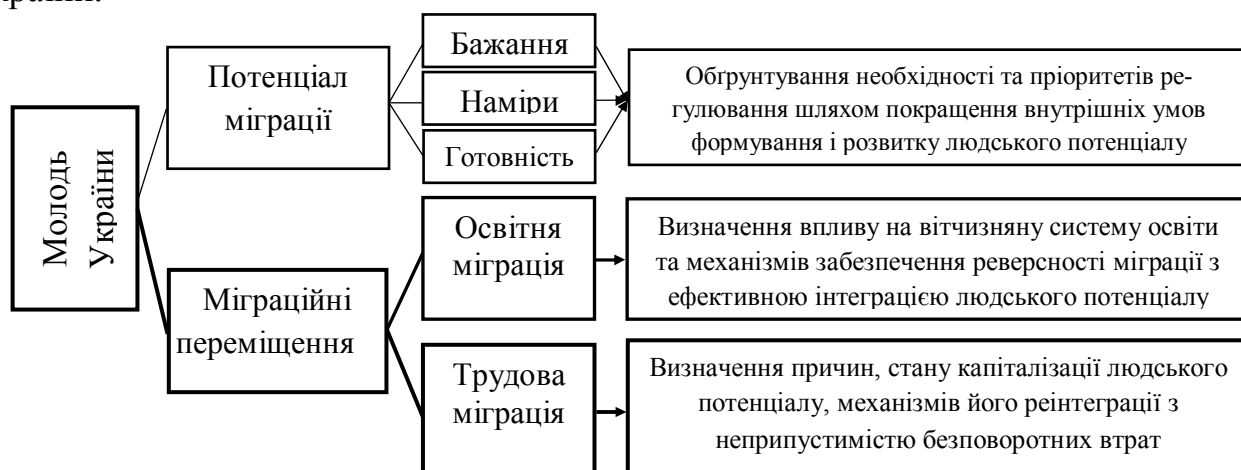 Молодь
України
Потенціал
міграції
Бажання
Наміри
Готовність
Обґрунтування необхідності та пріоритетів ре-
гулювання шляхом покращення внутрішніх умов
формування і розвитку людського потенціалу
Міграційні
переміщення
Освітня
міграція
Визначення впливу на вітчизняну систему освіти
та механізмів забезпечення реверсності міграції з
ефективною інтеграцією людського потенціалу
Трудова
міграція
Визначення причин, стану капіталізації людського
потенціалу, механізмів його реінтеграції з
неприпустимістю безповоротних втрат